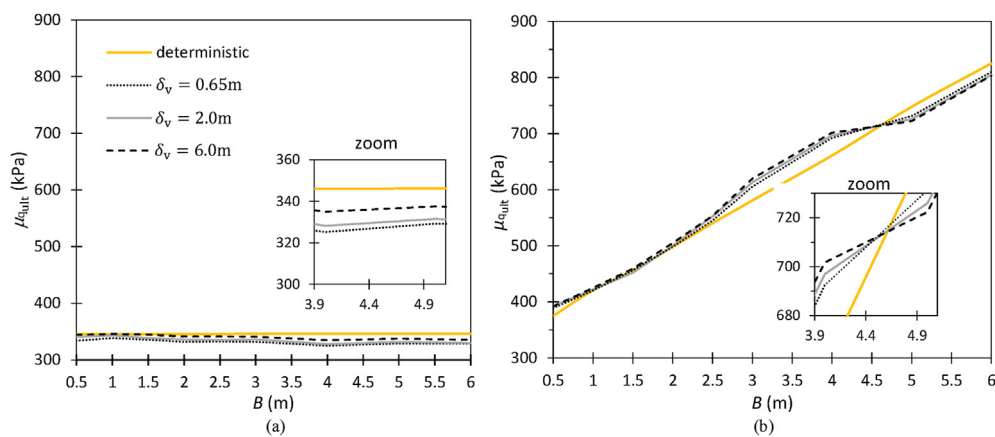 900
800
700
600
500
400
300
μqult (kPa)
deterministic
δv = 0.65m
δv = 2.0m
δv = 6.0m
zoom
360
340
320
300
3.9 4.4 4.9
0.5 1 1.5 2 2.5 3 3.5 4 4.5 5 5.5 6
B (m)
(a)
900
800
700
600
500
400
300
μqult (kPa)
zoom
720
700
680
3.9 4.4 4.9
0.5 1 1.5 2 2.5 3 3.5 4 4.5 5 5.5 6
B (m)
(b)